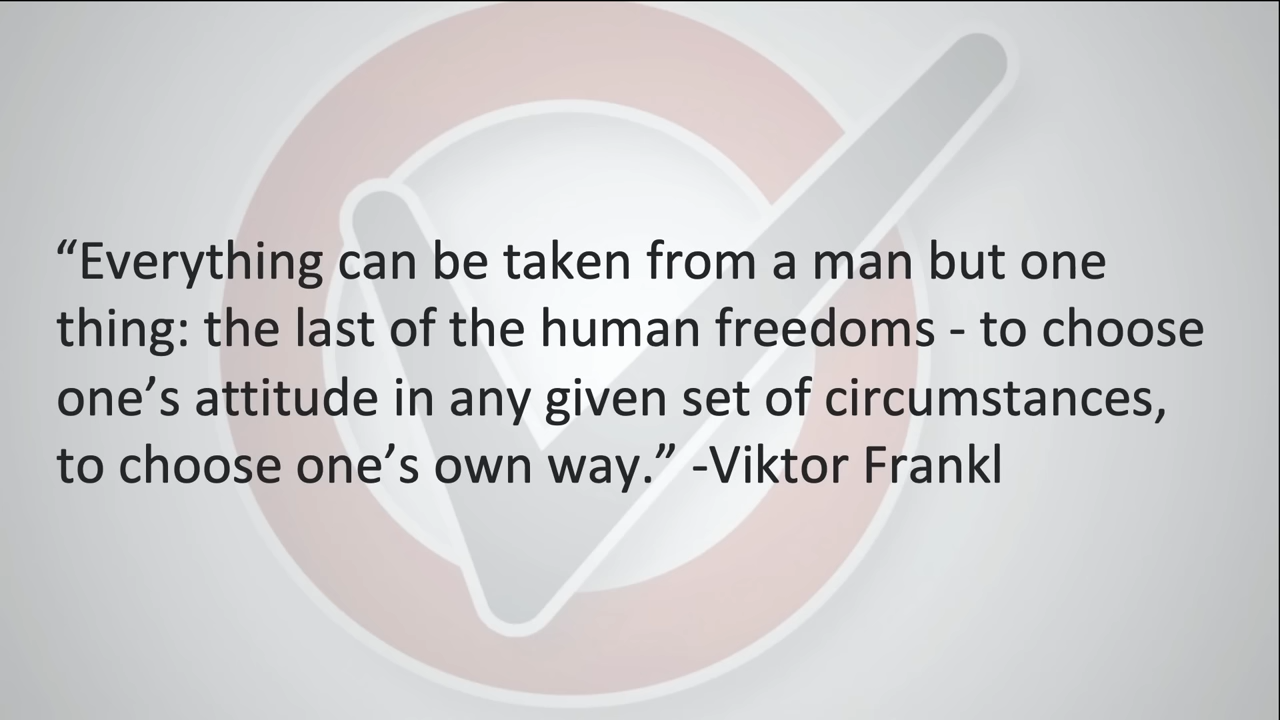 “Everything can be taken from a man but one
thing: the last of the human freedoms - to choose
one’s attitude in any given set of circumstances,
to choose one’s own way.” -Viktor Frankl